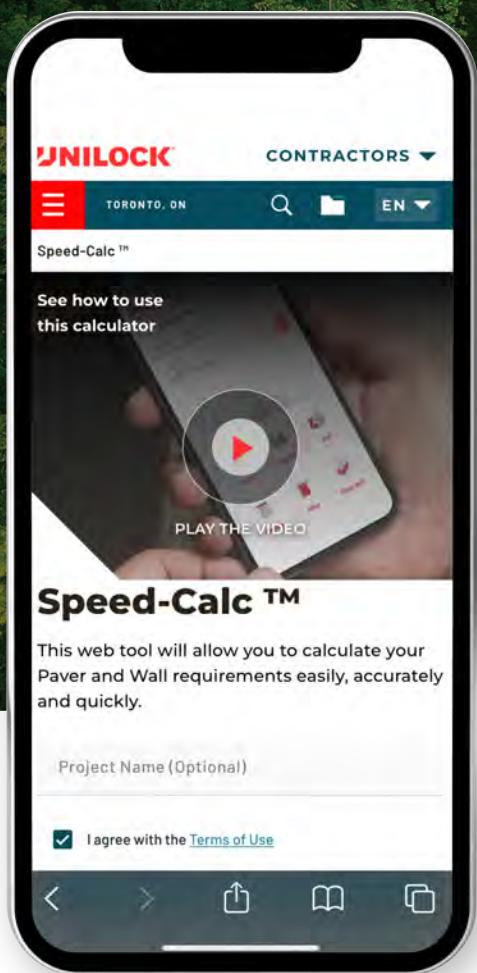 UNILOCK
CONTRACTORS
TORONTO, ON
EN
Speed-Calc ™
See how to use
this calculator
PLAY THE VIDEO
Speed-Calc ™
This web tool will allow you to calculate your
Paver and Wall requirements easily, accurately
and quickly.
Project Name (Optional)
I agree with the Terms of Use